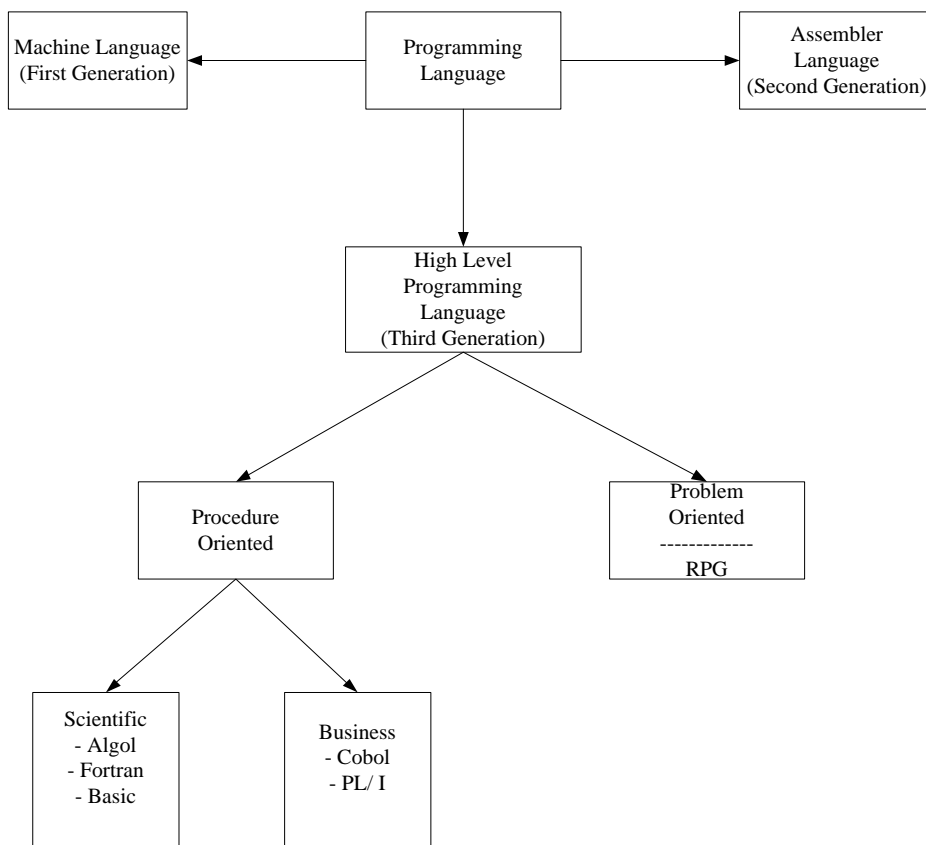 Machine Language
(First Generation)
Programming
Language
Assembler
Language
(Second Generation)
High Level
Programming
Language
(Third Generation)
Procedure
Oriented
Problem
Oriented
-------------
RPG
Scientific
- Algol
- Fortran
- Basic
Business
- Cobol
- PL/ I